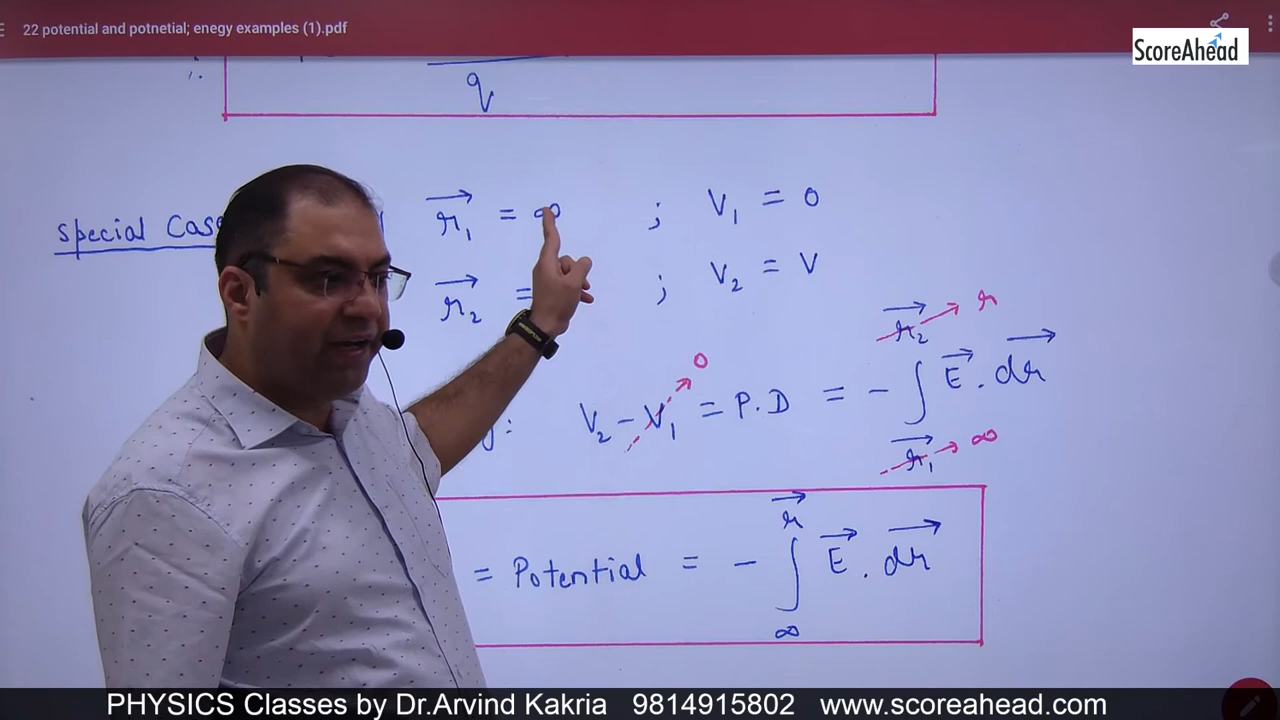 22 potential and potnetial; enegy examples (1).pdf
ScoreAhead
q
Special Case
r₁→ = ∞ ; V₁ = 0
r₂→ = ; V₂ = V
r₂→ r
0
V₂ - V₁ = P.D = - ∫ E→ . dr→
r₁→ ∞
r→
= Potential = - ∫ E→ . dr→
∞
PHYSICS Classes by Dr.Arvind Kakria 9814915802 www.scoreahead.com